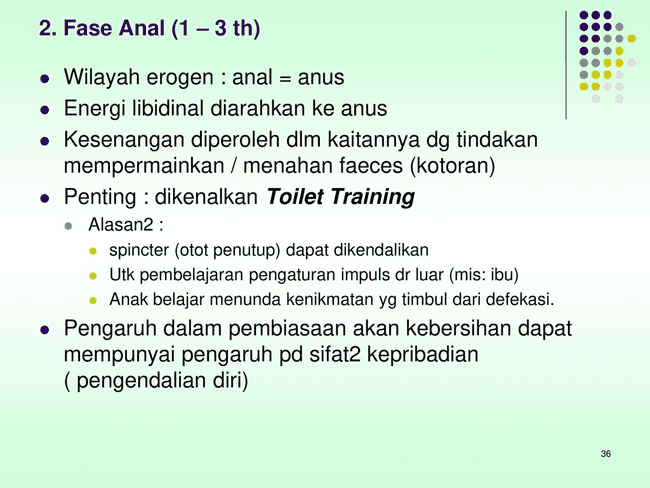 2. Fase Anal (1 – 3 th)
Wilayah erogen : anal = anus
Energi libidinal diarahkan ke anus
Kesenangan diperoleh dlm kaitannya dg tindakan
mempermainkan / menahan faeces (kotoran)
Penting : dikenalkan Toilet Training
Alasan2 :
spincter (otot penutup) dapat dikendalikan
Utk pembelajaran pengaturan impuls dr luar (mis: ibu)
Anak belajar menunda kenikmatan yg timbul dari defekasi.
Pengaruh dalam pembiasaan akan kebersihan dapat
mempunyai pengaruh pd sifat2 kepribadian
( pengendalian diri)
36